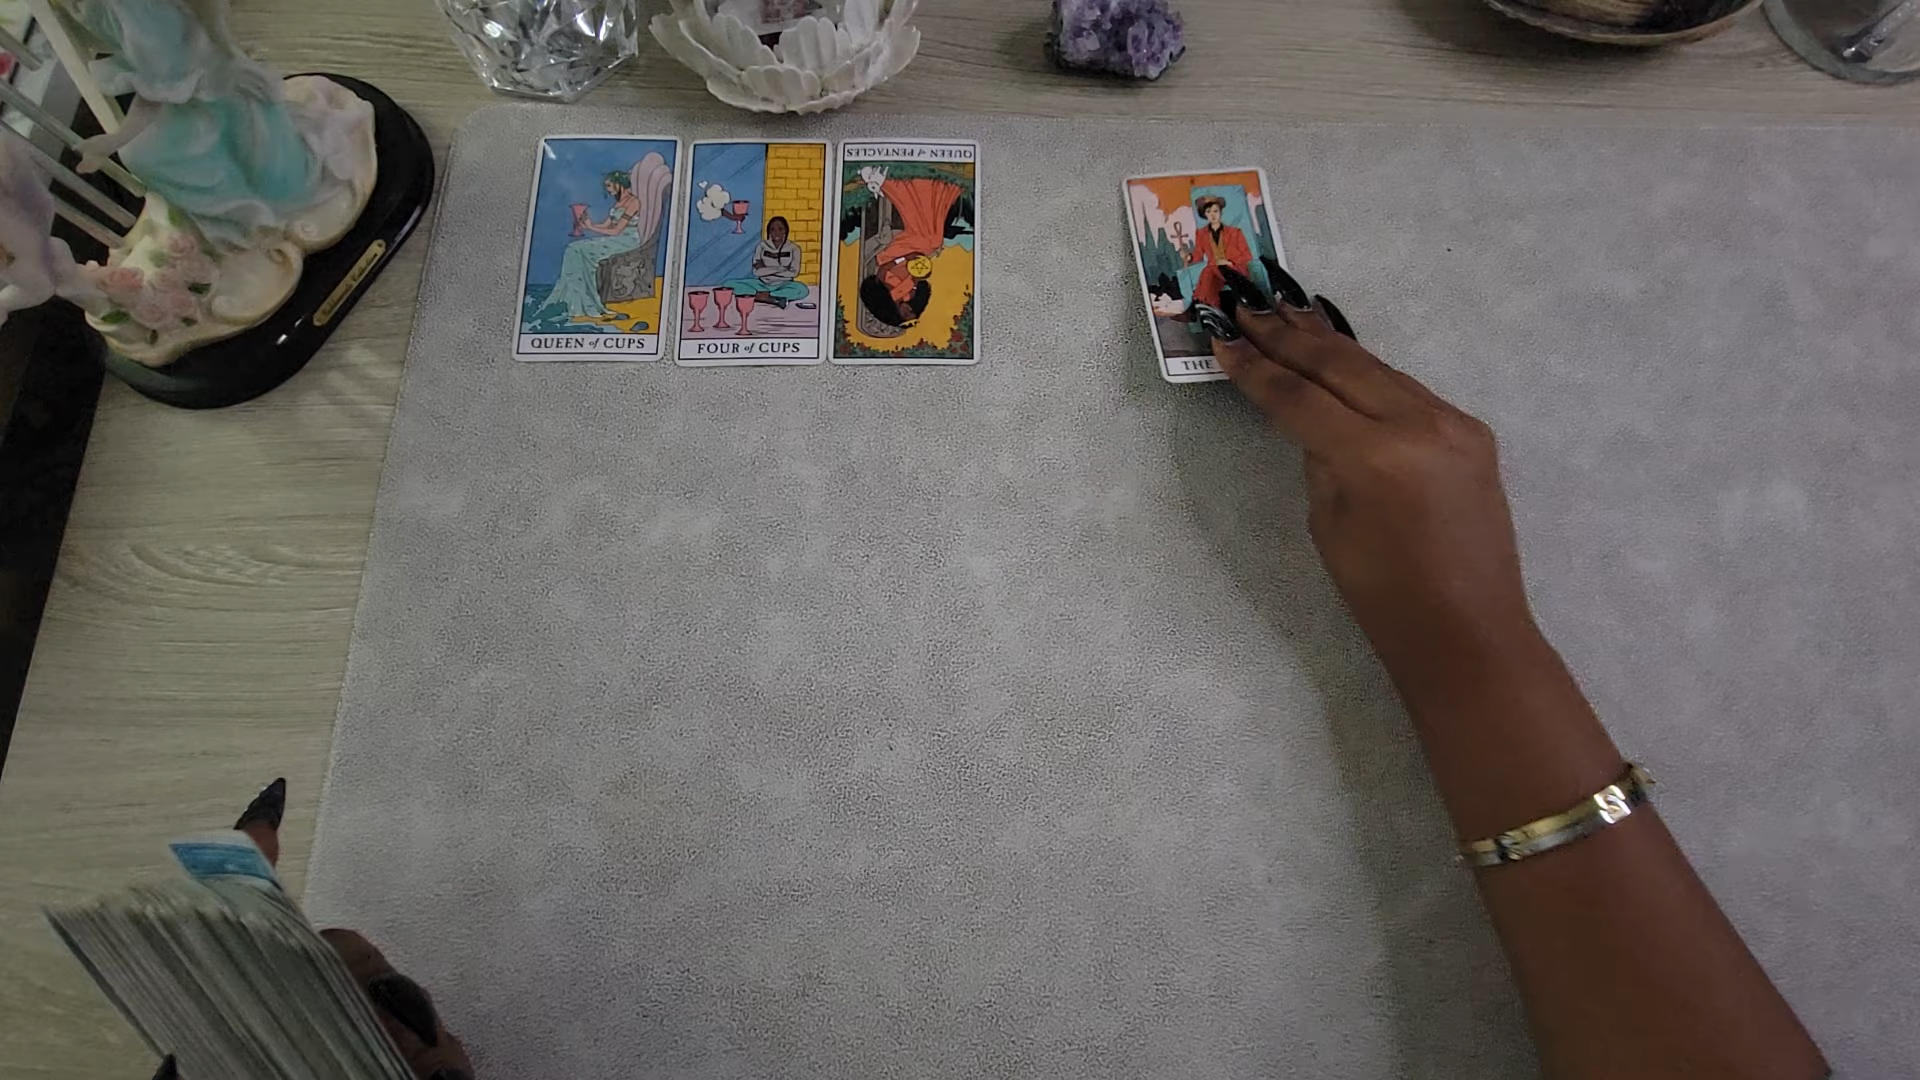 QUEEN of CUPS
FOUR of CUPS
QUEEN of PENTACLES
THE